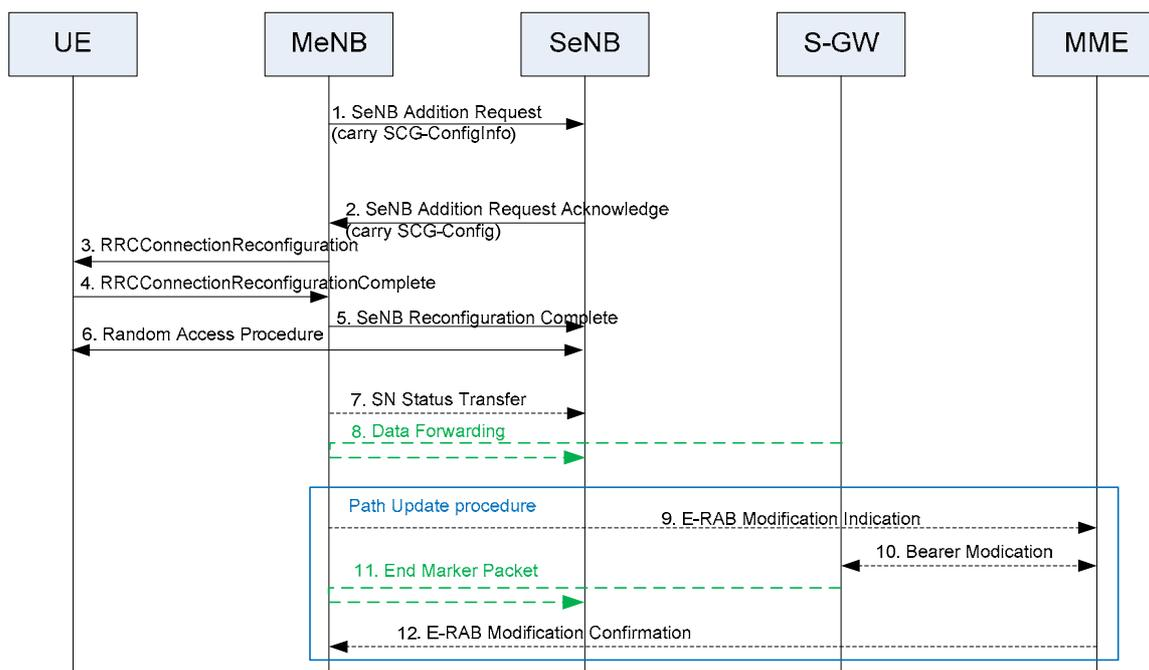 UE
MeNB
SeNB
S-GW
MME
1. SeNB Addition Request
(carry SCG-ConfigInfo)
2. SeNB Addition Request Acknowledge
(carry SCG-Config)
3. RRCConnectionReconfiguration
4. RRCConnectionReconfigurationComplete
5. SeNB Reconfiguration Complete
6. Random Access Procedure
7. SN Status Transfer
8. Data Forwarding
Path Update procedure
9. E-RAB Modification Indication
10. Bearer Modication
11. End Marker Packet
12. E-RAB Modification Confirmation